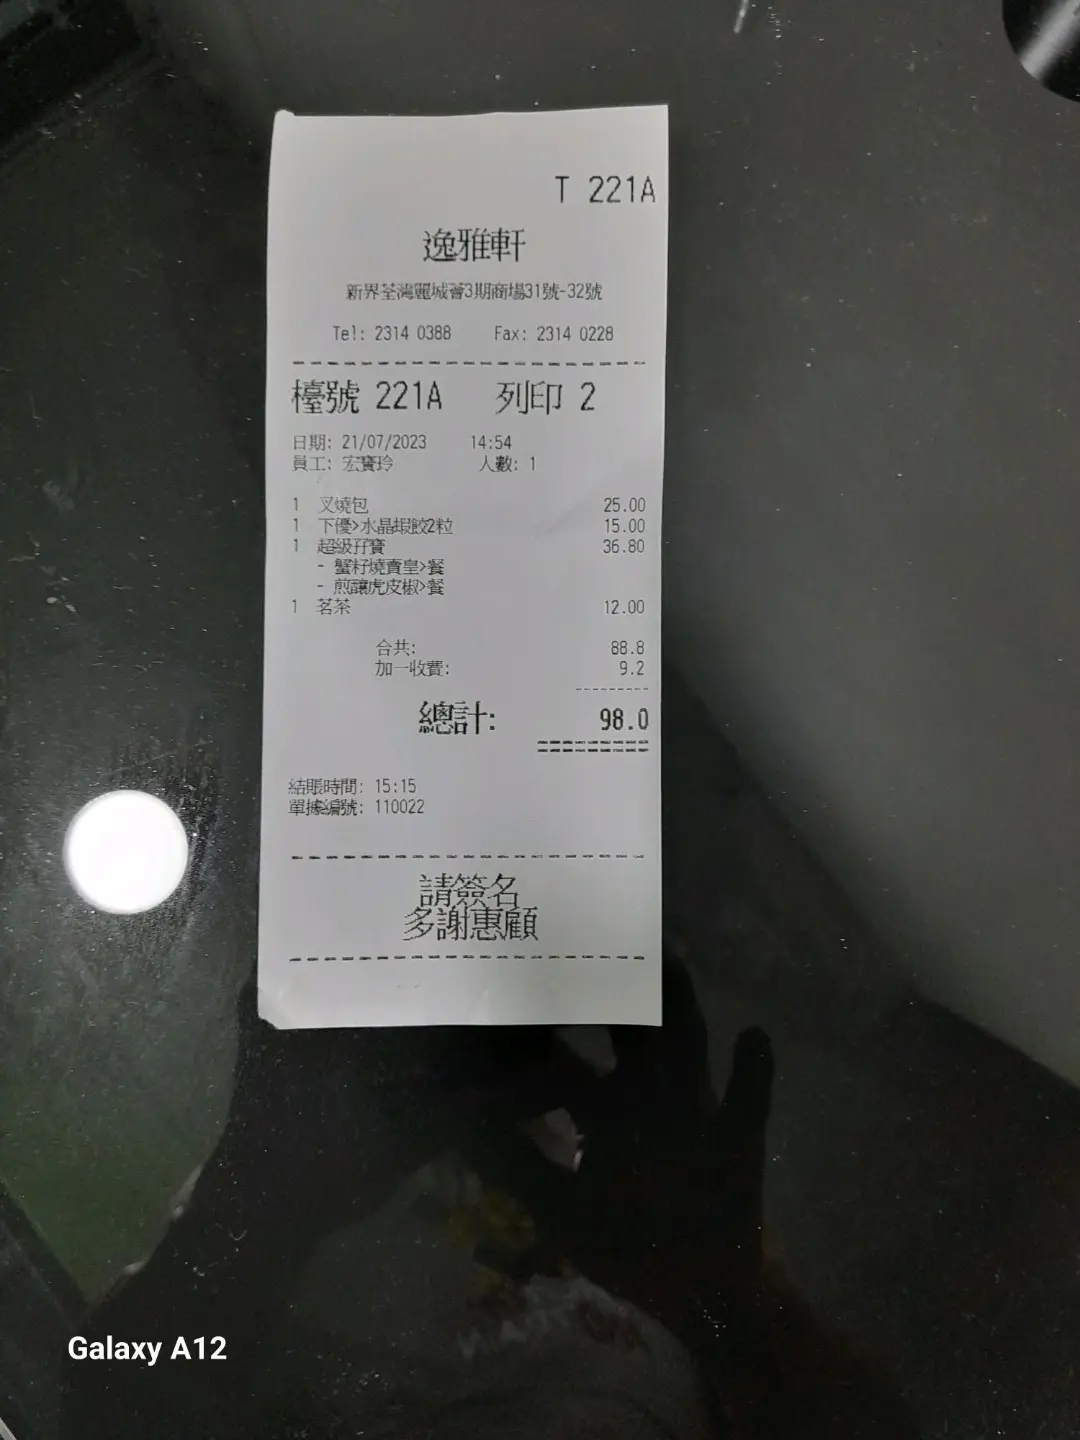 T 221A
逸雅軒
新界荃灣麗城薈3期商場31號-32號
Tel: 2314 0388 Fax: 2314 0228
檯號 221A 列印 2
日期: 21/07/2023 14:54
員工: 宏寶玲 人數: 1
1 叉燒包 25.00
1 下優>水晶蝦餃2粒 15.00
1 超級孖寶 36.80
- 蟹籽燒賣皇>餐
- 煎釀虎皮椒>餐
1 茗茶 12.00
合共: 88.8
加一收費: 9.2
總計: 98.0
結賬時間: 15:15
單據編號: 110022
請簽名
多謝惠顧
Galaxy A12